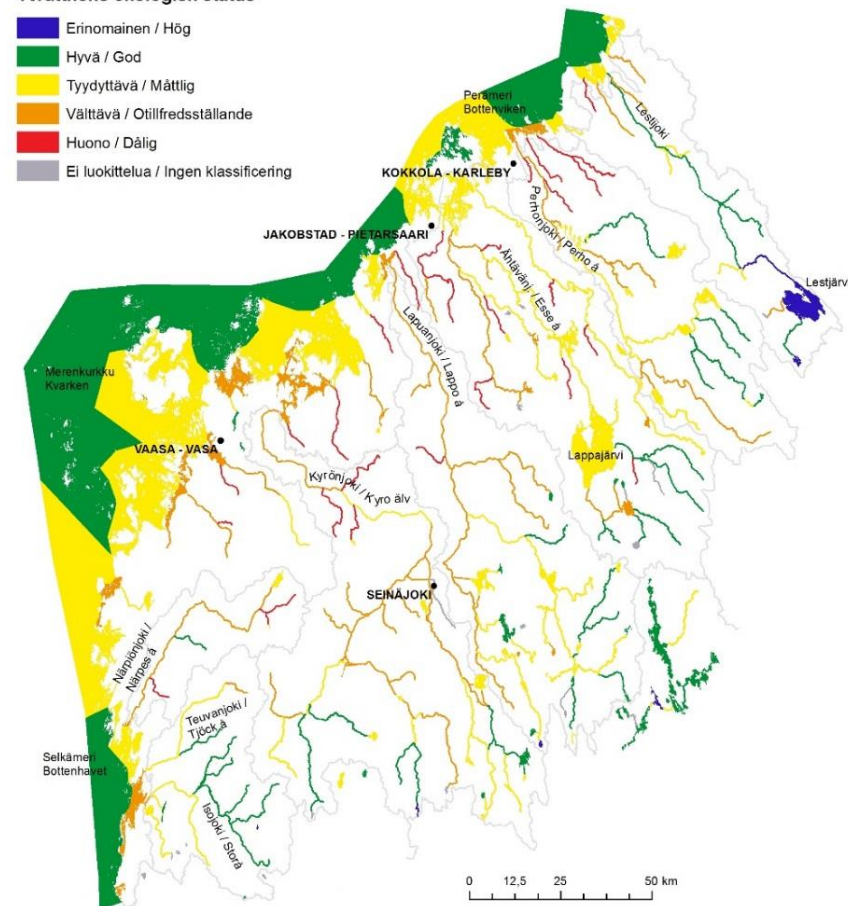 Erinomainen / Hög
Hyvä / God
Tyydyttävä / Måttlig
Välttävä / Otillfredsställande
Huono / Dålig
Ei luokittelua / Ingen klassificering
Perämeri
Bottenviken
Lestijoki
KOKKOLA - KARLEBY
Perhonjoki / Perho å
JAKOBSTAD - PIETARSAARI
Ähtävänj. / Esse å
Lestjärvi
Lapuanjoki / Lappo å
Merenkurkku
Kvarken
VAASA - VASA
Lappajärvi
Kyrönjoki / Kyro älv
SEINÄJOKI
Närpiönjoki /
Närpes å
Teuvanjoki /
Tjöck å
Selkämeri
Bottenhavet
Isojoki / Storå
0 12,5 25 50 km